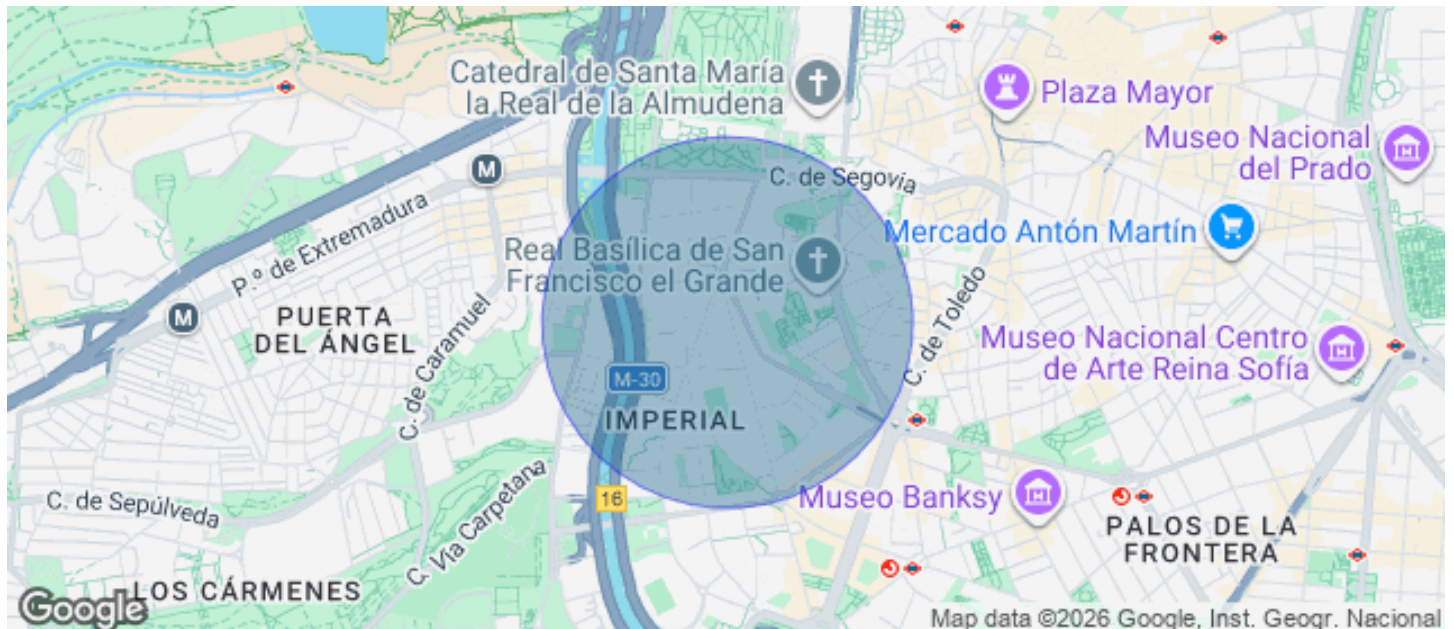 Catedral de Santa María
la Real de la Almudena
Plaza Mayor
Museo Nacional
del Prado
M
C. de Segovia
P.º de Extremadura
Real Basílica de San
Francisco el Grande
Mercado Antón Martín
M
PUERTA
DEL ÁNGEL
C. de Caramuel
C. de Toledo
Museo Nacional Centro
de Arte Reina Sofía
M-30
IMPERIAL
C. Vía Carpetana
C. de Sepúlveda
16
Museo Banksy
PALOS DE LA
FRONTERA
LOS CÁRMENES
Google
Map data ©2026 Google, Inst. Geogr. Nacional